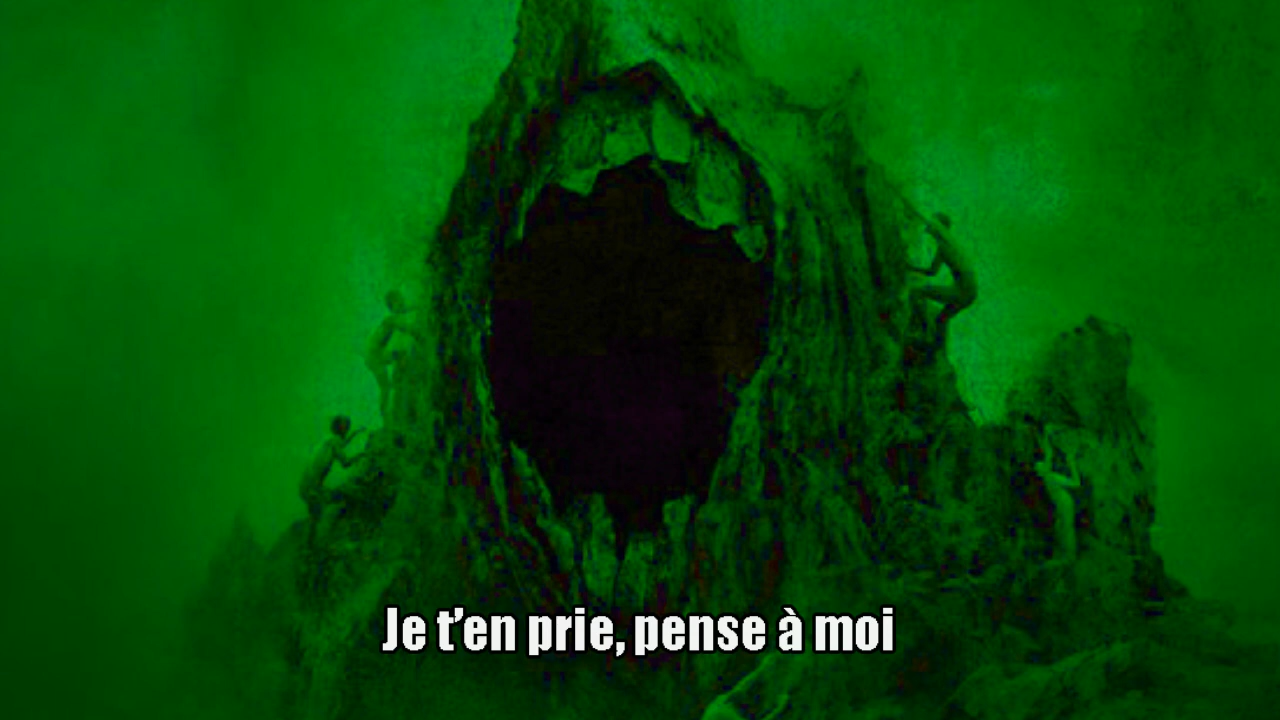 Je t’en prie, pense à moi